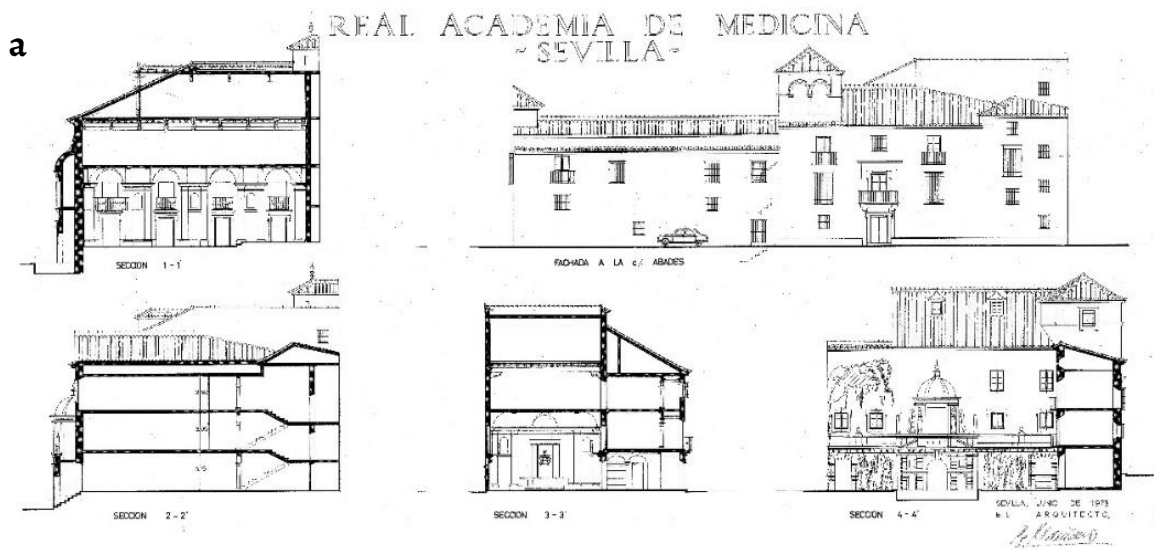 a
REAL ACADEMIA DE MEDICINA
- SEVILLA -
SECCION 1-1'
FACHADA A LA c/ ABADES
SECCION 2-2'
SECCION 3-3'
SECCION 4-4'
SEVILLA, JUNIO DE 1975
EL ARQUITECTO,